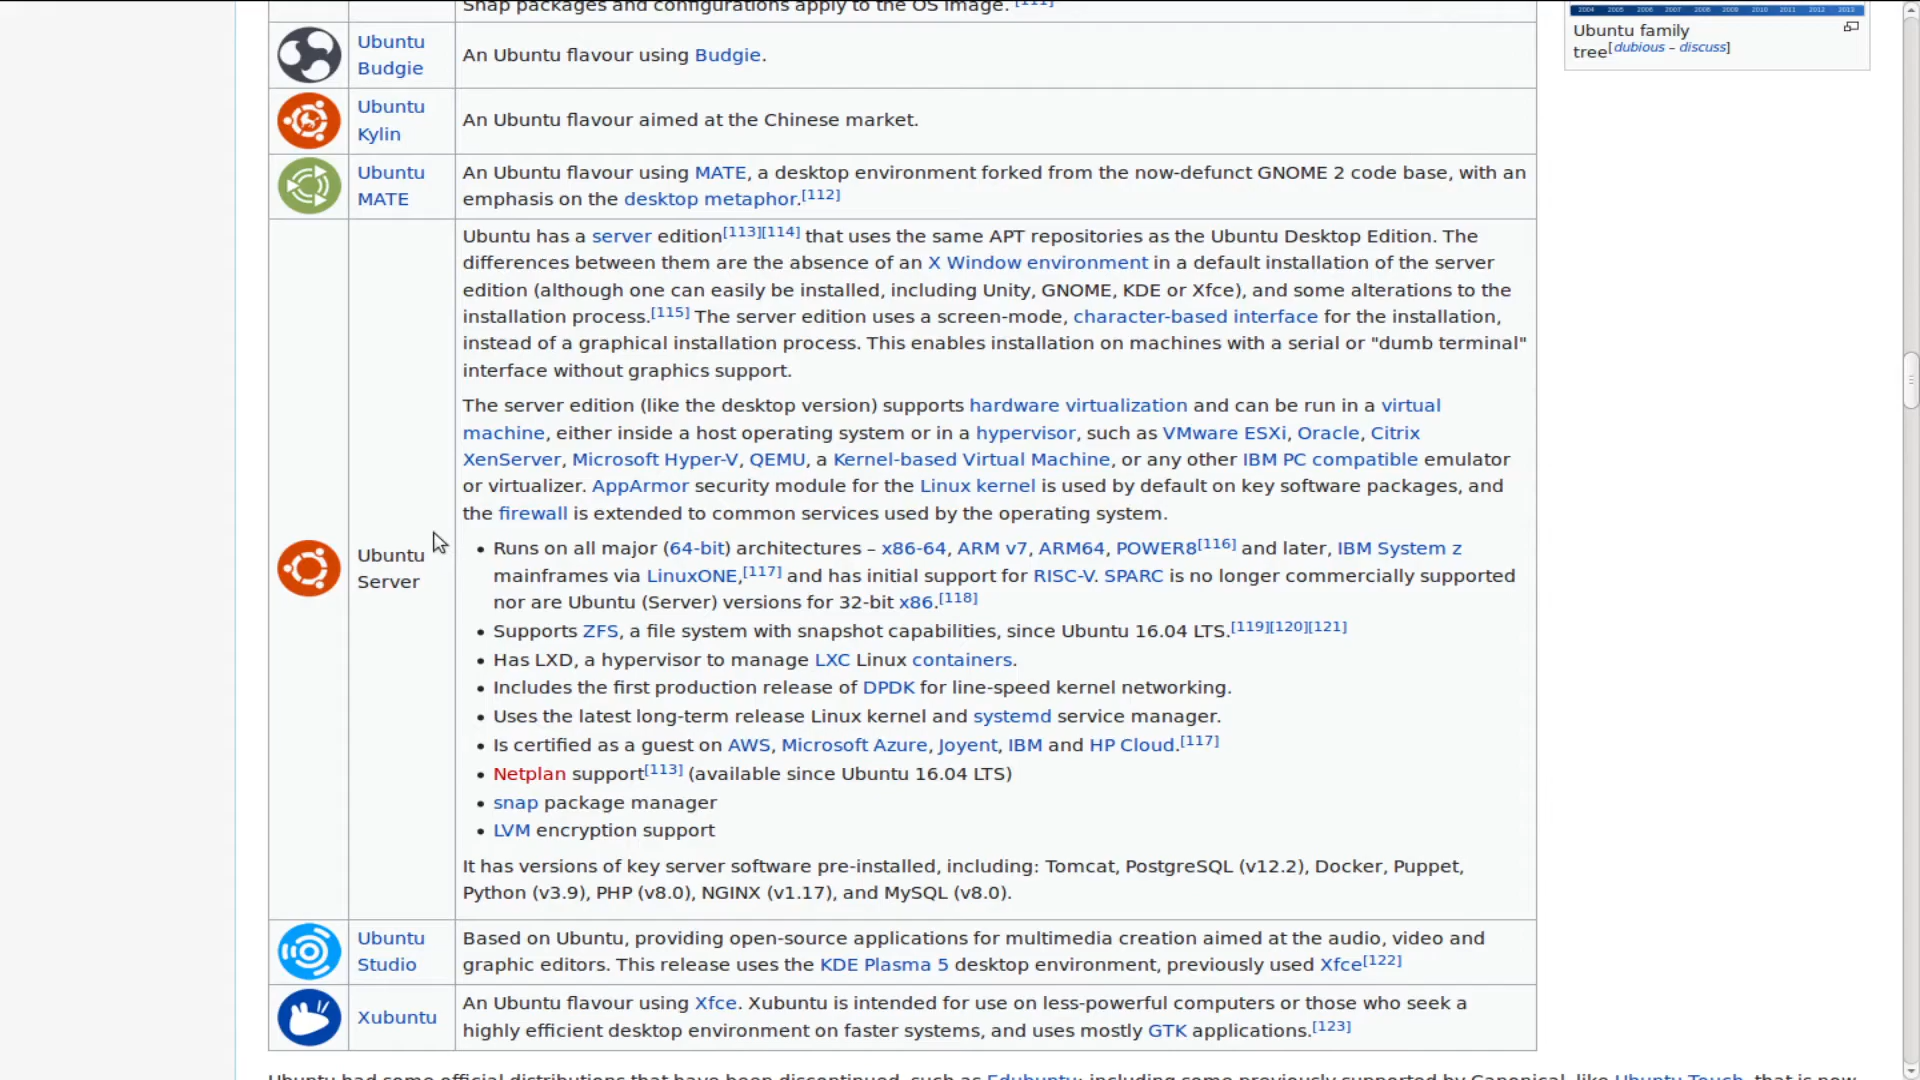 Snap packages and configurations apply to the OS image. [111]
2004 2005 2006 2007 2008 2009 2010 2011 2012 2013
Ubuntu family
tree[dubious – discuss]
Ubuntu
Budgie
An Ubuntu flavour using Budgie.
Ubuntu
Kylin
An Ubuntu flavour aimed at the Chinese market.
Ubuntu
MATE
An Ubuntu flavour using MATE, a desktop environment forked from the now-defunct GNOME 2 code base, with an
emphasis on the desktop metaphor.[112]
Ubuntu
Server
Ubuntu has a server edition[113][114] that uses the same APT repositories as the Ubuntu Desktop Edition. The
differences between them are the absence of an X Window environment in a default installation of the server
edition (although one can easily be installed, including Unity, GNOME, KDE or Xfce), and some alterations to the
installation process.[115] The server edition uses a screen-mode, character-based interface for the installation,
instead of a graphical installation process. This enables installation on machines with a serial or "dumb terminal"
interface without graphics support.
The server edition (like the desktop version) supports hardware virtualization and can be run in a virtual
machine, either inside a host operating system or in a hypervisor, such as VMware ESXi, Oracle, Citrix
XenServer, Microsoft Hyper-V, QEMU, a Kernel-based Virtual Machine, or any other IBM PC compatible emulator
or virtualizer. AppArmor security module for the Linux kernel is used by default on key software packages, and
the firewall is extended to common services used by the operating system.
• Runs on all major (64-bit) architectures – x86-64, ARM v7, ARM64, POWER8[116] and later, IBM System z
mainframes via LinuxONE,[117] and has initial support for RISC-V. SPARC is no longer commercially supported
nor are Ubuntu (Server) versions for 32-bit x86.[118]
• Supports ZFS, a file system with snapshot capabilities, since Ubuntu 16.04 LTS.[119][120][121]
• Has LXD, a hypervisor to manage LXC Linux containers.
• Includes the first production release of DPDK for line-speed kernel networking.
• Uses the latest long-term release Linux kernel and systemd service manager.
• Is certified as a guest on AWS, Microsoft Azure, Joyent, IBM and HP Cloud.[117]
• Netplan support[113] (available since Ubuntu 16.04 LTS)
• snap package manager
• LVM encryption support
It has versions of key server software pre-installed, including: Tomcat, PostgreSQL (v12.2), Docker, Puppet,
Python (v3.9), PHP (v8.0), NGINX (v1.17), and MySQL (v8.0).
Ubuntu
Studio
Based on Ubuntu, providing open-source applications for multimedia creation aimed at the audio, video and
graphic editors. This release uses the KDE Plasma 5 desktop environment, previously used Xfce[122]
Xubuntu
An Ubuntu flavour using Xfce. Xubuntu is intended for use on less-powerful computers or those who seek a
highly efficient desktop environment on faster systems, and uses mostly GTK applications.[123]
Ubuntu had some official distributions that have been discontinued, such as Edubuntu; including some previously supported by Canonical, like Ubuntu Touch, that is now